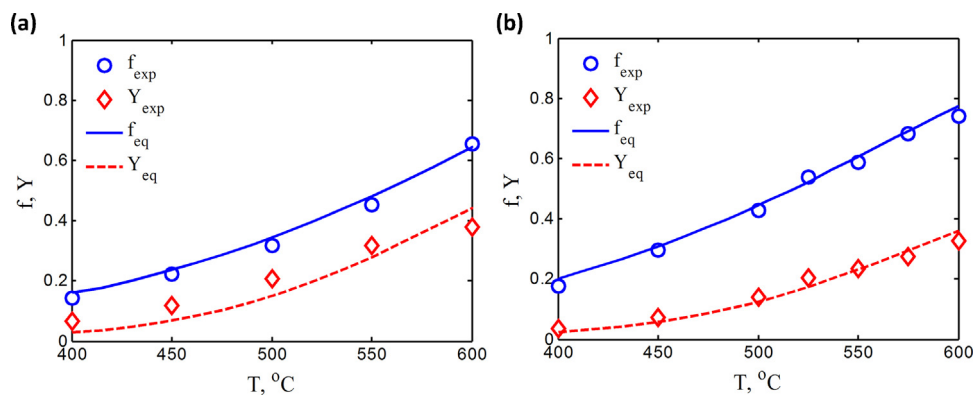 (a)
f, Y
1
0.8
0.6
0.4
0.2
0
f_exp
Y_exp
f_eq
Y_eq
400 450 500 550 600
T, °C
(b)
f, Y
1
0.8
0.6
0.4
0.2
0
f_exp
Y_exp
f_eq
Y_eq
400 450 500 550 600
T, °C